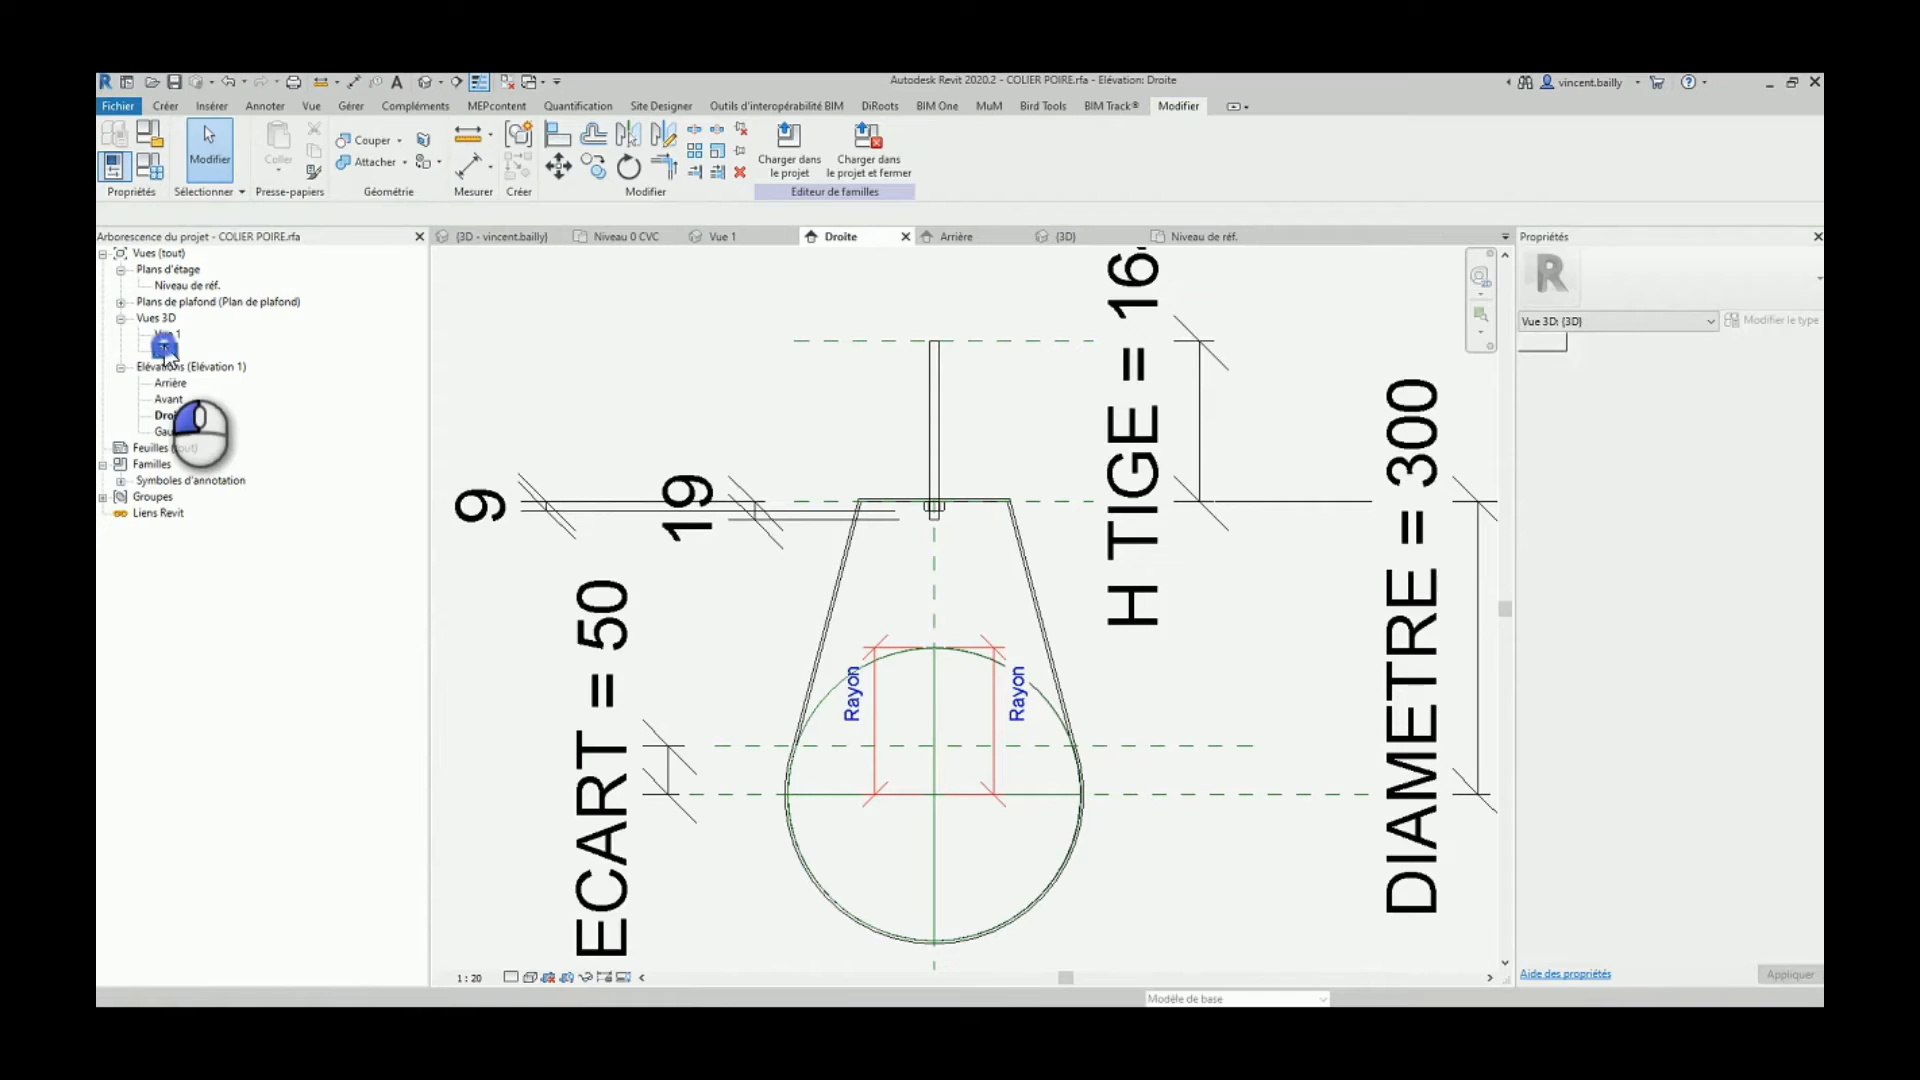 Autodesk Revit 2020.2 - COLIER POIRE.rfa - Elévation: Droite
vincent.bailly
Fichier Créer Insérer Annoter Vue Gérer Compléments MEPcontent Quantification Site Designer Outils d'interopérabilité BIM DiRoots BIM One MuM Bird Tools BIM Track® Modifier
Modifier
Coller
Couper
Attacher
Charger dans le projet
Charger dans le projet et fermer
Propriétés Sélectionner Presse-papiers Géométrie Mesurer Créer Modifier Editeur de familles
Arborescence du projet - COLIER POIRE.rfa
{3D - vincent.bailly} Niveau 0 CVC Vue 1 Droite Arrière {3D} Niveau de réf.
Propriétés
Vues (tout)
Plans d'étage
Niveau de réf.
Plans de plafond (Plan de plafond)
Vues 3D
Elévations (Elévation 1)
Arrière
Avant
Feuilles
Familles
Symboles d'annotation
Groupes
Liens Revit
R
Vue 3D: {3D}
Modifier le type
9
19
H TIGE = 16
ECART = 50
Rayon
Rayon
DIAMETRE = 300
1 : 20
Modèle de base
Aide des propriétés
Appliquer